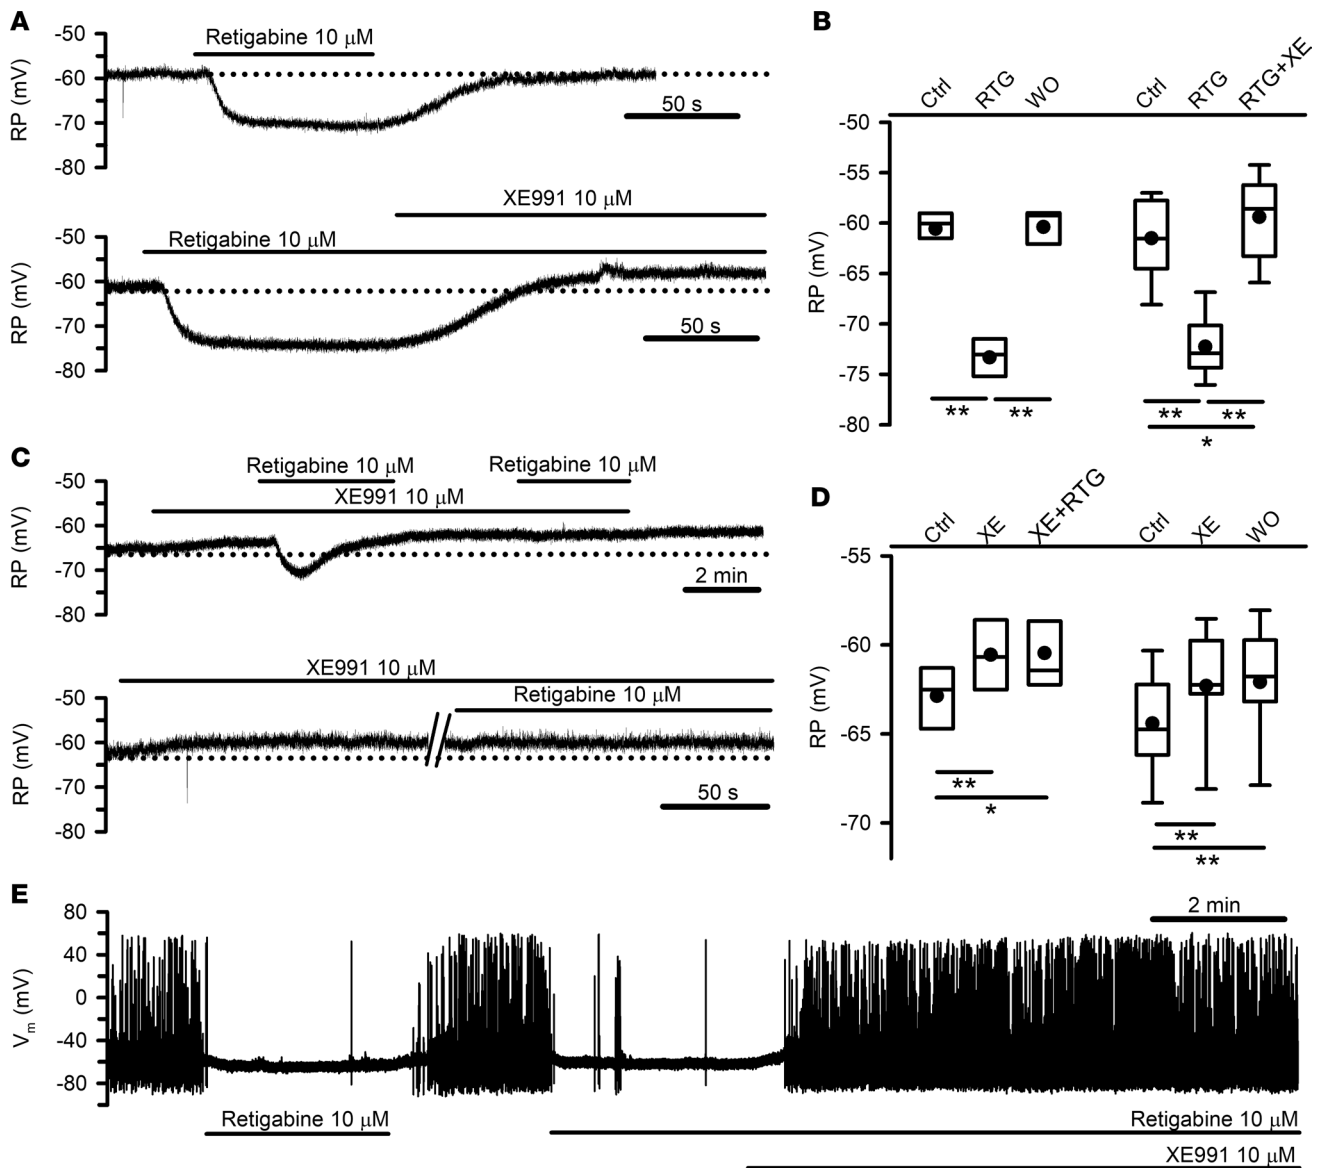 A
-50
-60
-70
-80
RP (mV)
Retigabine 10 μM
50 s
XE991 10 μM
Retigabine 10 μM
-50
-60
-70
-80
RP (mV)
50 s
B
Ctrl
RTG
WO
Ctrl
RTG
RTG+XE
-50
-55
-60
-65
-70
-75
-80
RP (mV)
**
**
**
**
*
C
Retigabine 10 μM
Retigabine 10 μM
XE991 10 μM
-50
-60
-70
-80
RP (mV)
2 min
XE991 10 μM
Retigabine 10 μM
-50
-60
-70
-80
RP (mV)
50 s
D
Ctrl
XE
XE+RTG
Ctrl
XE
WO
-55
-60
-65
-70
RP (mV)
**
*
**
**
E
80
40
0
-40
-80
Vm (mV)
2 min
Retigabine 10 μM
Retigabine 10 μM
XE991 10 μM